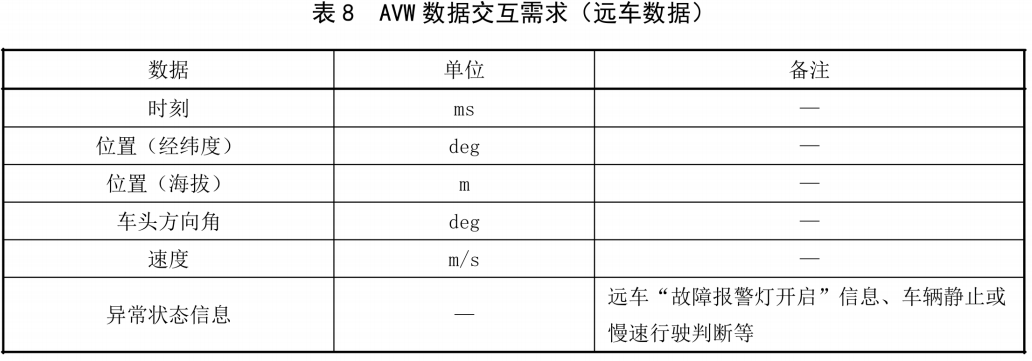 表 8 AVW 数据交互需求（远车数据）
数据 单位 备注
时刻 ms —
位置（经纬度） deg —
位置（海拔） m —
车头方向角 deg —
速度 m/s —
异常状态信息 — 远车“故障报警灯开启”信息、车辆静止或
慢速行驶判断等